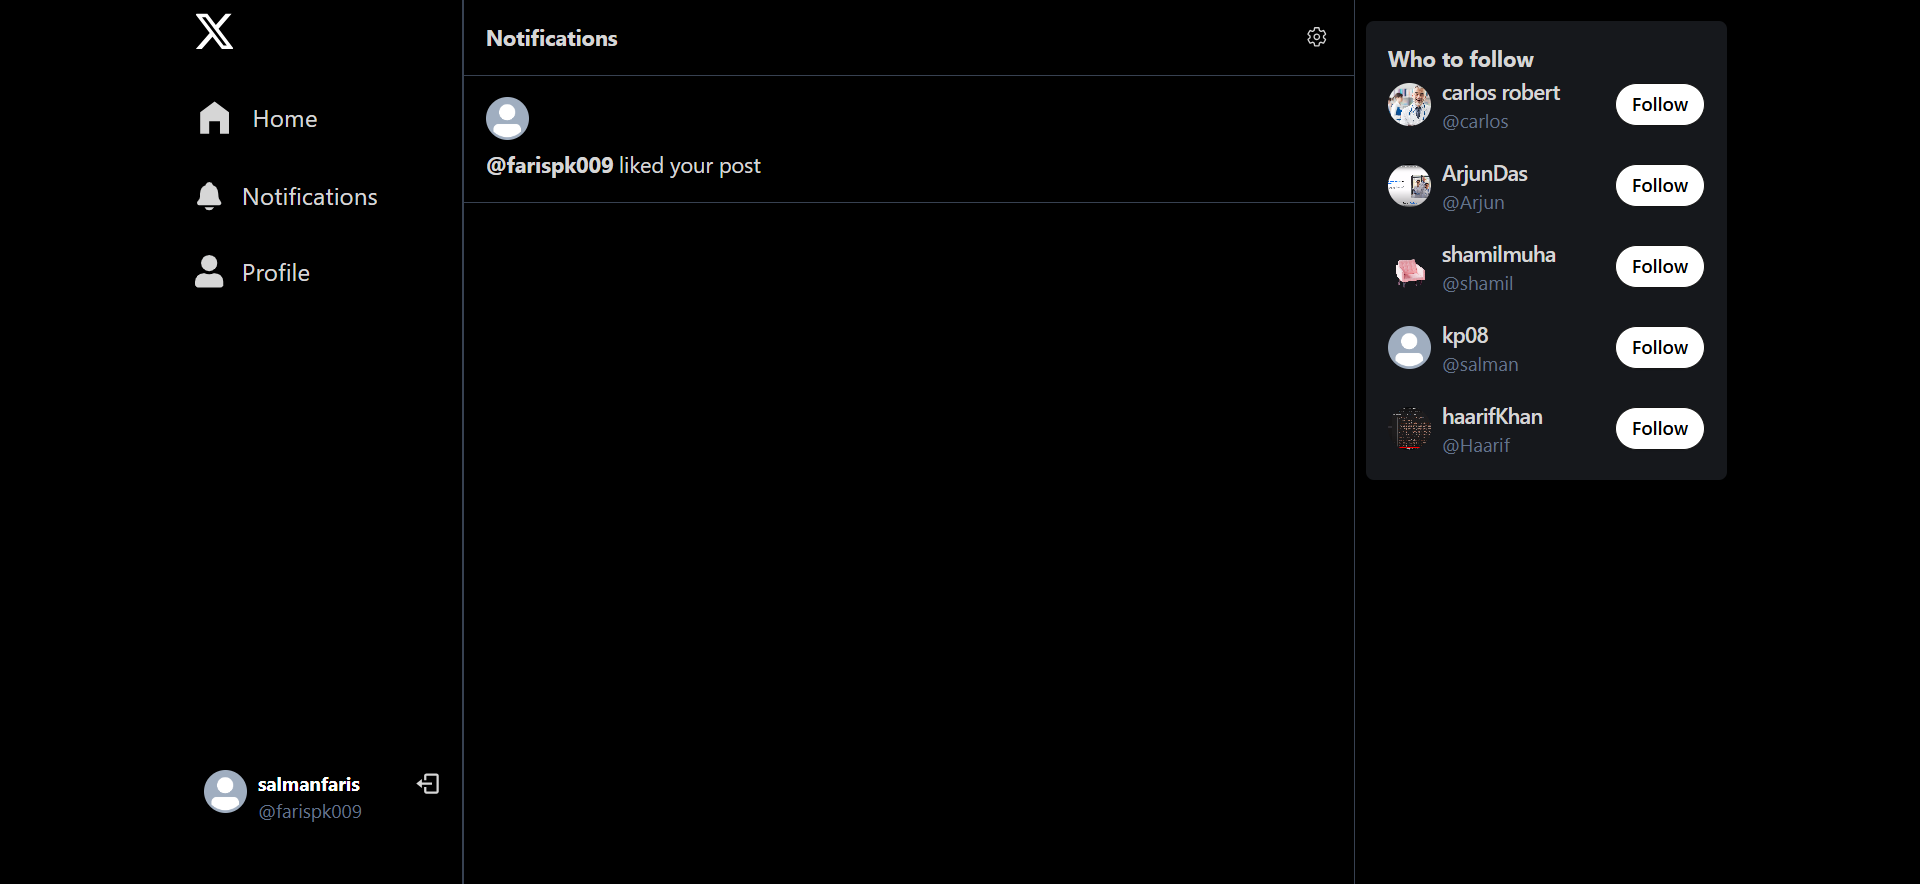 Home
Notifications
Profile
salmanfaris
@farispk009
Notifications
@farispk009 liked your post
Who to follow
carlos robert
@carlos
Follow
ArjunDas
@Arjun
Follow
shamilmuha
@shamil
Follow
kp08
@salman
Follow
haarifKhan
@Haarif
Follow